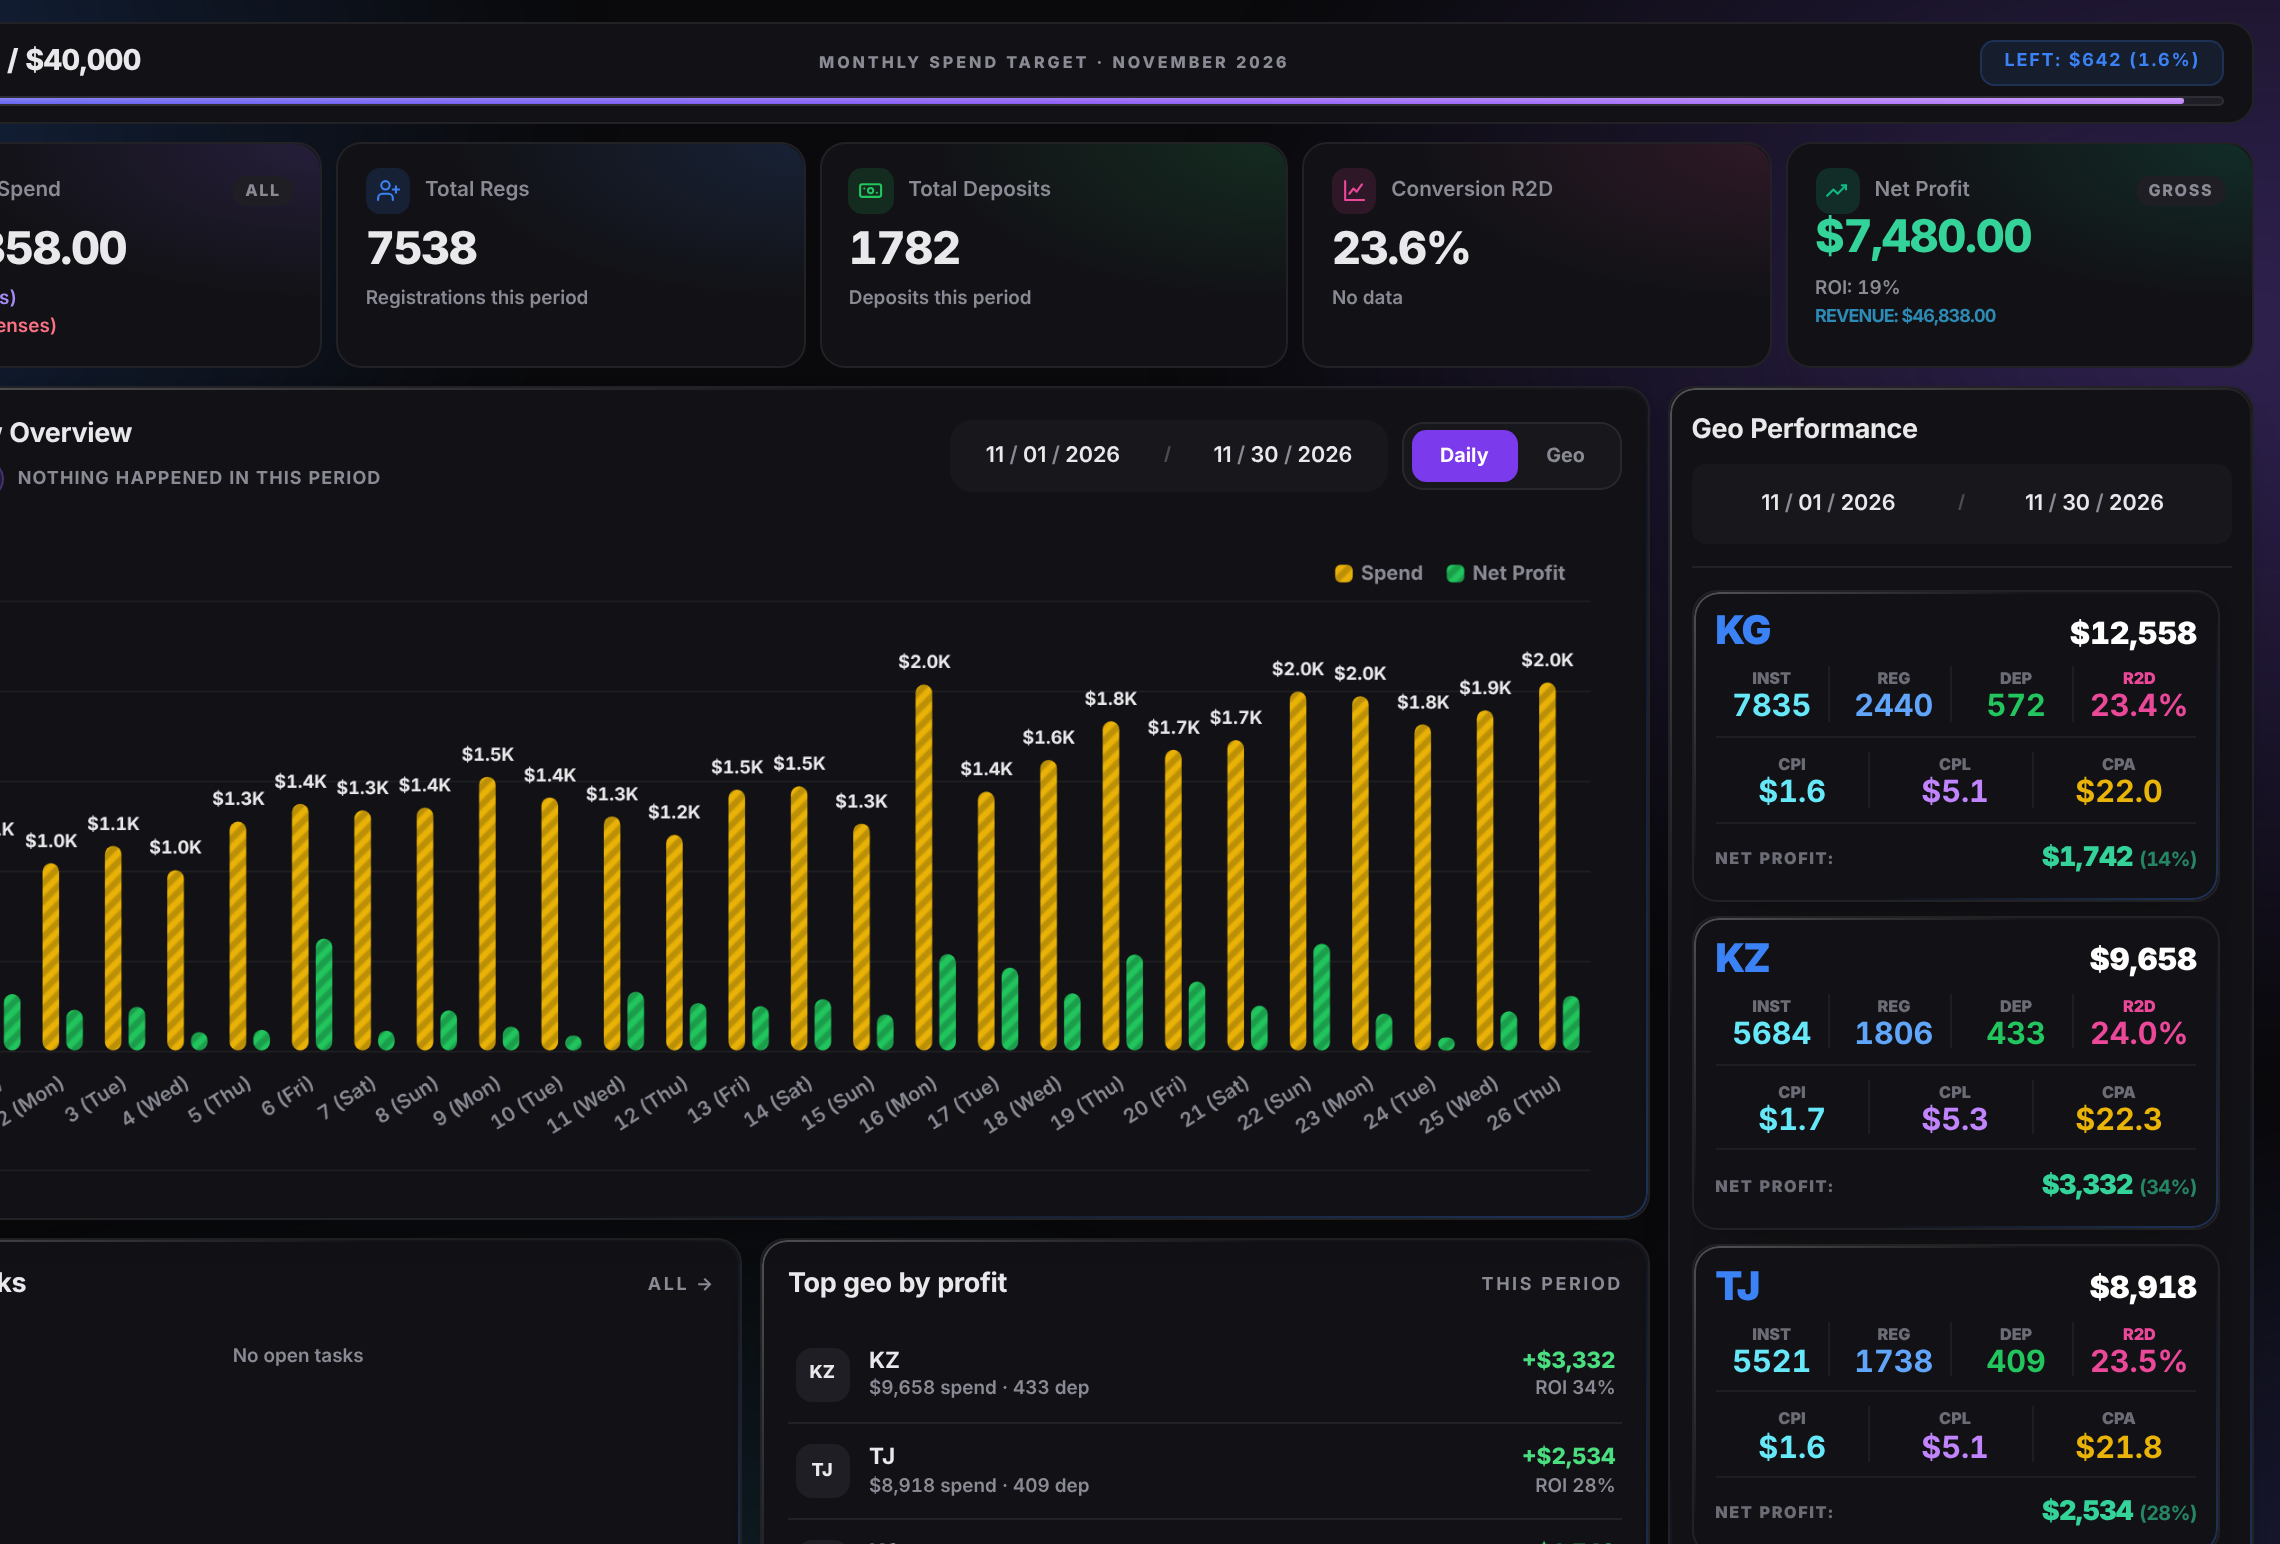 / $40,000
MONTHLY SPEND TARGET · NOVEMBER 2026
LEFT: $642 (1.6%)
Spend
ALL
358.00
s)
enses)
Total Regs
7538
Registrations this period
Total Deposits
1782
Deposits this period
Conversion R2D
23.6%
No data
Net Profit
GROSS
$7,480.00
ROI: 19%
REVENUE: $46,838.00
Overview
NOTHING HAPPENED IN THIS PERIOD
11 / 01 / 2026 / 11 / 30 / 2026
Daily
Geo
Spend
Net Profit
K
$1.0K
$1.1K
$1.0K
$1.3K
$1.4K
$1.3K
$1.4K
$1.5K
$1.4K
$1.3K
$1.2K
$1.5K
$1.5K
$1.3K
$2.0K
$1.4K
$1.6K
$1.8K
$1.7K
$1.7K
$2.0K
$2.0K
$1.8K
$1.9K
$2.0K
2 (Mon)
3 (Tue)
4 (Wed)
5 (Thu)
6 (Fri)
7 (Sat)
8 (Sun)
9 (Mon)
10 (Tue)
11 (Wed)
12 (Thu)
13 (Fri)
14 (Sat)
15 (Sun)
16 (Mon)
17 (Tue)
18 (Wed)
19 (Thu)
20 (Fri)
21 (Sat)
22 (Sun)
23 (Mon)
24 (Tue)
25 (Wed)
26 (Thu)
Geo Performance
11 / 01 / 2026 / 11 / 30 / 2026
KG
$12,558
INST REG DEP R2D
7835 2440 572 23.4%
CPI CPL CPA
$1.6 $5.1 $22.0
NET PROFIT: $1,742 (14%)
KZ
$9,658
INST REG DEP R2D
5684 1806 433 24.0%
CPI CPL CPA
$1.7 $5.3 $22.3
NET PROFIT: $3,332 (34%)
TJ
$8,918
INST REG DEP R2D
5521 1738 409 23.5%
CPI CPL CPA
$1.6 $5.1 $21.8
NET PROFIT: $2,534 (28%)
ks
ALL →
No open tasks
Top geo by profit
THIS PERIOD
KZ
KZ
$9,658 spend · 433 dep
+$3,332
ROI 34%
TJ
TJ
$8,918 spend · 409 dep
+$2,534
ROI 28%